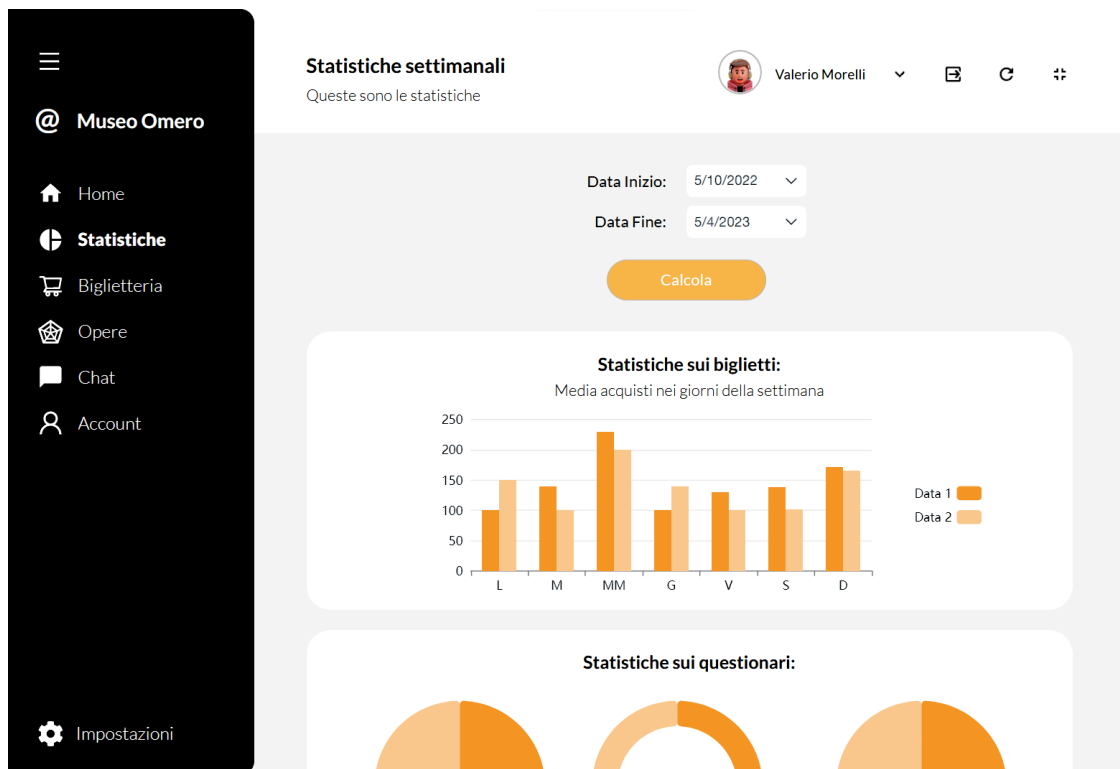 @ Museo Omero
Home
Statistiche
Biglietteria
Opere
Chat
Account
Impostazioni
Statistiche settimanali
Queste sono le statistiche
Valerio Morelli
Data Inizio: 5/10/2022
Data Fine: 5/4/2023
Calcola
Statistiche sui biglietti:
Media acquisti nei giorni della settimana
250
200
150
100
50
0
L M MM G V S D
Data 1
Data 2
Statistiche sui questionari: